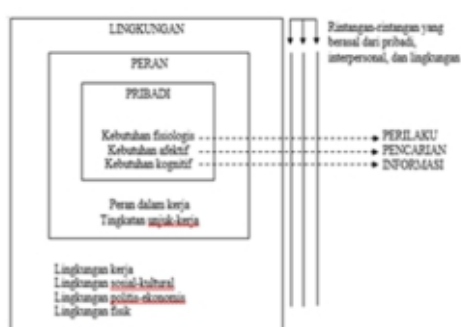 LINGKUNGAN
PERAN
PRIBADI
Kebutuhan fisiologis
Kebutuhan afektif
Kebutuhan kognitif
Peran dalam kerja
Tingkatan unjuk-kerja
Lingkungan kerja
Lingkungan sosial-kultural
Lingkungan politis-ekonomis
Lingkungan fisik
Rintangan-rintangan yang
berasal dari pribadi,
interpersonal, dan lingkungan
PERILAKU
PENCARIAN
INFORMASI